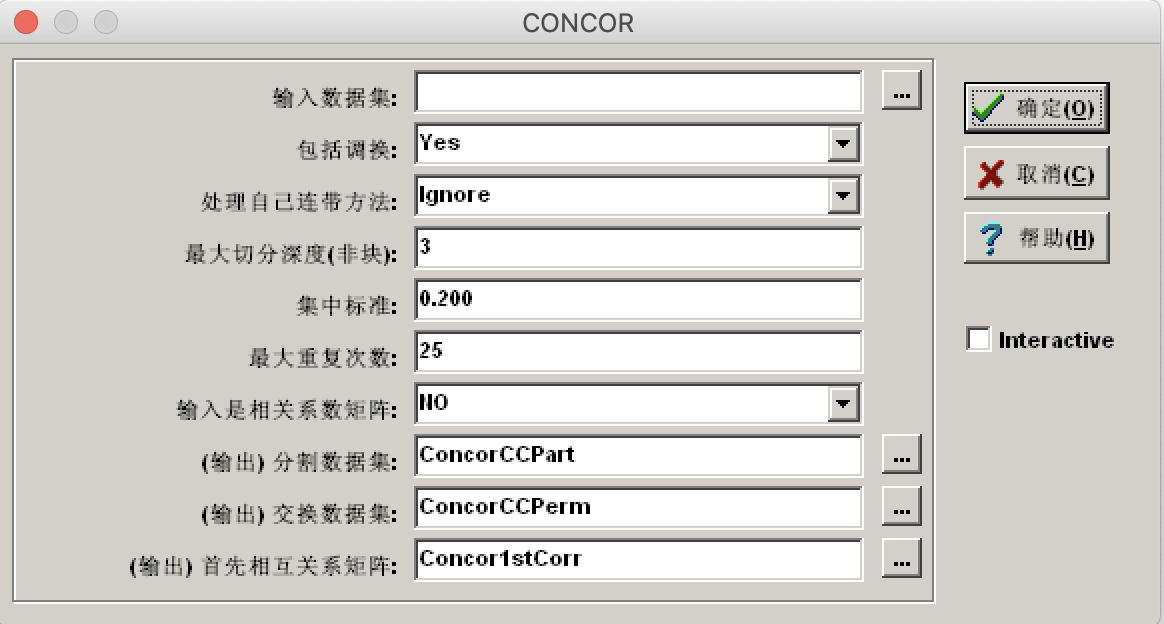 CONCOR
输入数据集:
包括调换: Yes
处理自己连带方法: Ignore
最大切分深度(非块): 3
集中标准: 0.200
最大重复次数: 25
输入是相关系数矩阵: NO
(输出) 分割数据集: ConcorCCPart
(输出) 交换数据集: ConcorCCPerm
(输出) 首先相互关系矩阵: Concor1stCorr
...
...
...
...
确定(O)
取消(C)
帮助(H)
Interactive